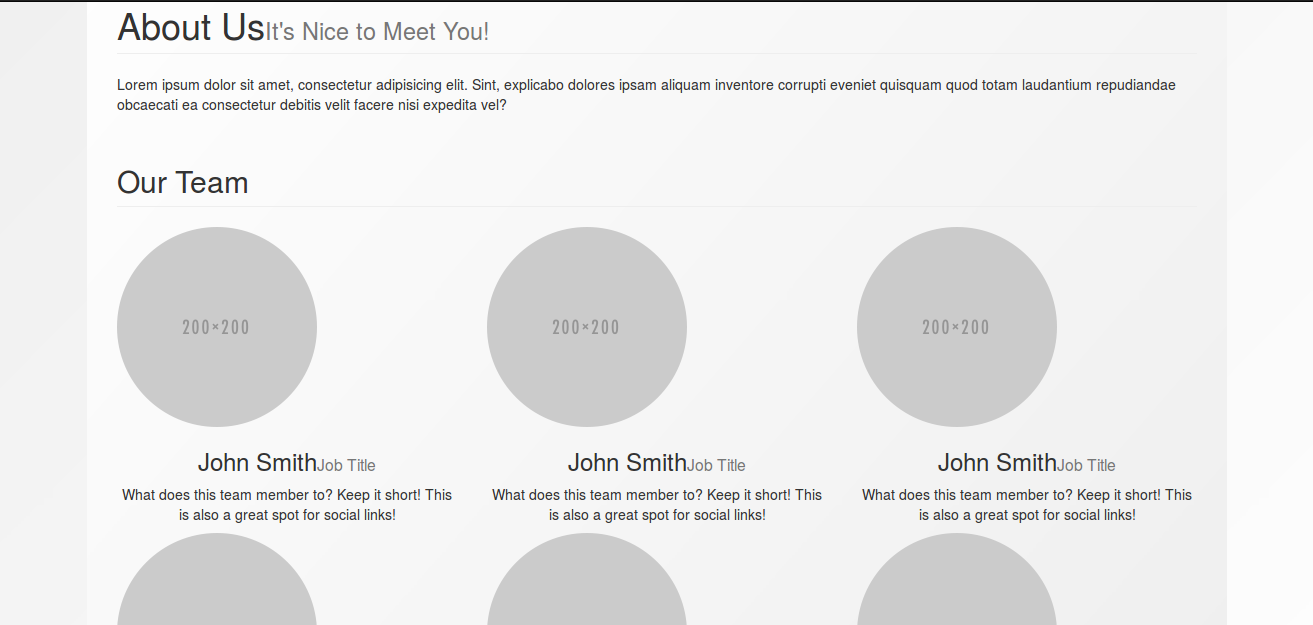 About UsIt's Nice to Meet You!
Lorem ipsum dolor sit amet, consectetur adipisicing elit. Sint, explicabo dolores ipsam aliquam inventore corrupti eveniet quisquam quod totam laudantium repudiandae
obcaecati ea consectetur debitis velit facere nisi expedita vel?
Our Team
200×200 200×200 200×200
John SmithJob Title John SmithJob Title John SmithJob Title
What does this team member to? Keep it short! This What does this team member to? Keep it short! This What does this team member to? Keep it short! This
is also a great spot for social links! is also a great spot for social links! is also a great spot for social links!